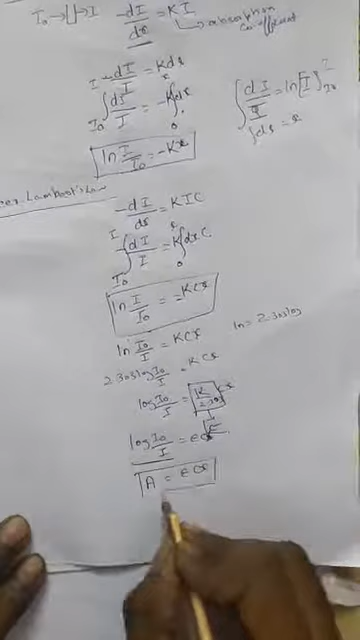 I₀ → [ ] → I   -dI/dx = KI
→ absorption
coefficient
-dI/I = Kdx
∫ dI/I = -K∫dx
ln I/I₀ = -Kx
∫ dI/I = ln[I]
∫dx = x
Lambert's Law
-dI/dx = KIC
∫ dI/I = K∫dx C
ln I/I₀ = -KCx
ln I₀/I = KCx
ln = 2.303 log
2.303 log I₀/I = KCx
log I₀/I = K/2.303 Cx
ε
log I₀/I = εCx
A = εCx